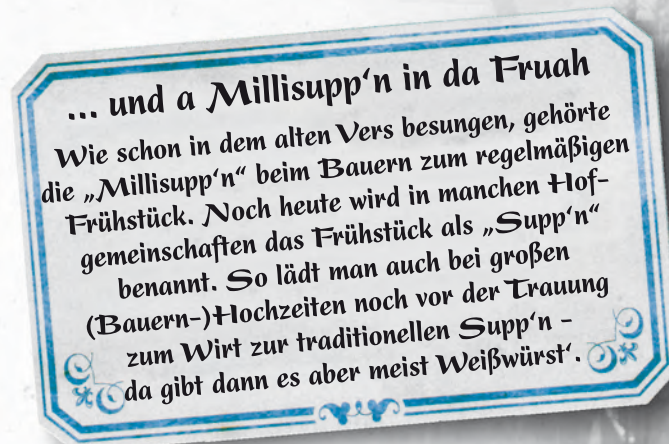 ... und a Millisupp'n in da Fruah
Wie schon in dem alten Vers besungen, gehörte
die „Millisupp'n“ beim Bauern zum regelmäßigen
Frühstück. Noch heute wird in manchen Hof-
gemeinschaften das Frühstück als „Supp'n“
benannt. So lädt man auch bei großen
(Bauern-)Hochzeiten noch vor der Trauung
zum Wirt zur traditionellen Supp'n -
da gibt dann es aber meist Weißwürst'.